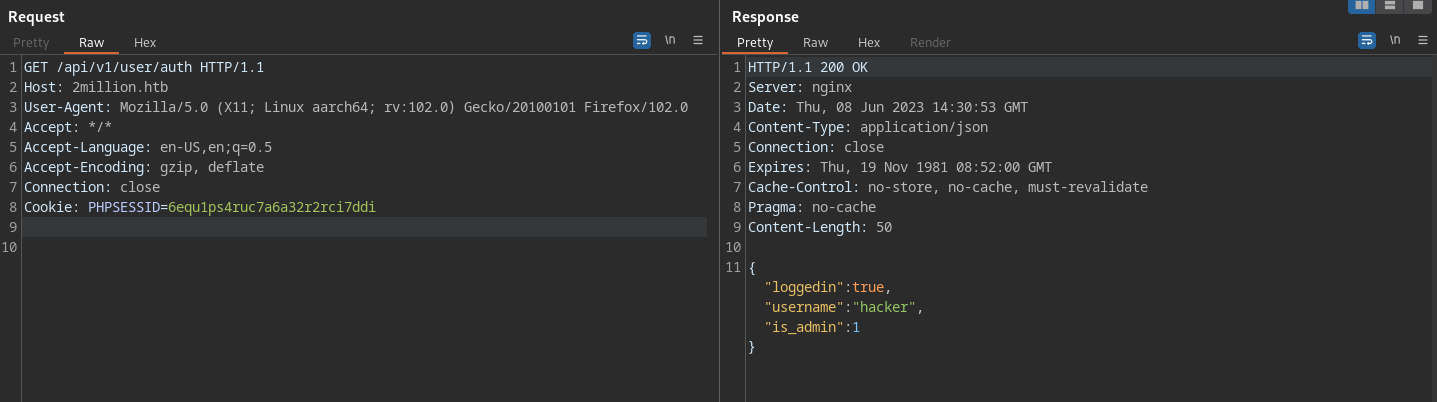 Request
Pretty Raw Hex \n
1 GET /api/v1/user/auth HTTP/1.1
2 Host: 2million.htb
3 User-Agent: Mozilla/5.0 (X11; Linux aarch64; rv:102.0) Gecko/20100101 Firefox/102.0
4 Accept: */*
5 Accept-Language: en-US,en;q=0.5
6 Accept-Encoding: gzip, deflate
7 Connection: close
8 Cookie: PHPSESSID=6equ1ps4ruc7a6a32r2rci7ddi
9
10
Response
Pretty Raw Hex Render \n
1 HTTP/1.1 200 OK
2 Server: nginx
3 Date: Thu, 08 Jun 2023 14:30:53 GMT
4 Content-Type: application/json
5 Connection: close
6 Expires: Thu, 19 Nov 1981 08:52:00 GMT
7 Cache-Control: no-store, no-cache, must-revalidate
8 Pragma: no-cache
9 Content-Length: 50
10
11 {
"loggedin":true,
"username":"hacker",
"is_admin":1
}